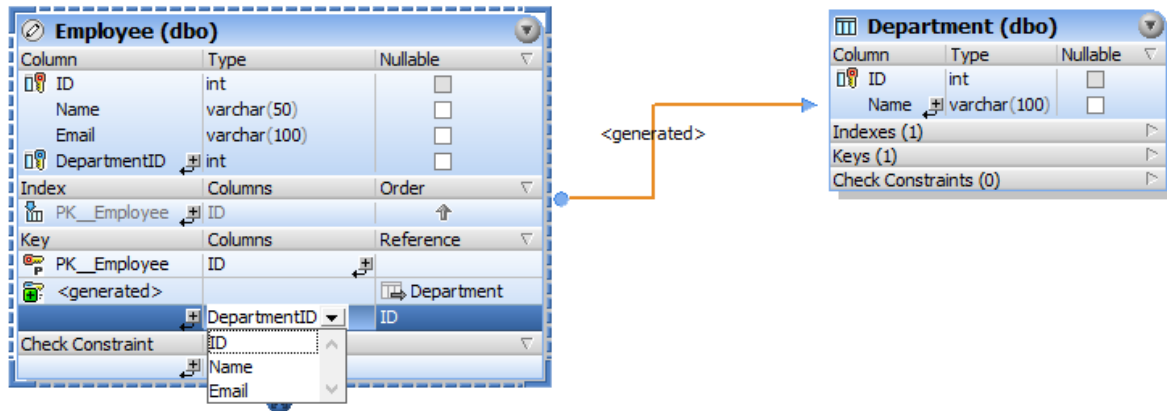 Employee (dbo)
Column Type Nullable
ID int
Name varchar(50)
Email varchar(100)
DepartmentID int
Index Columns Order
PK__Employee ID
Key Columns Reference
P PK__Employee ID
<generated> Department
DepartmentID ID
Check Constraint ID
Name
Email
<generated>
Department (dbo)
Column Type Nullable
ID int
Name varchar(100)
Indexes (1)
Keys (1)
Check Constraints (0)